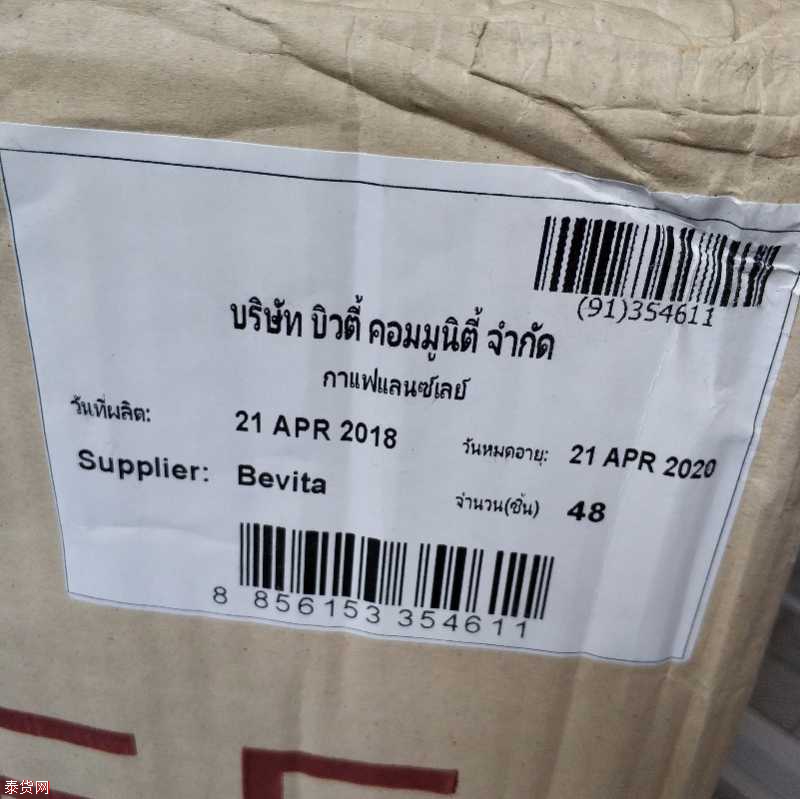 (91)354611
บริษัท บิวตี้ คอมมูนิตี้ จำกัด
กาแฟแลนซ์เลย์
วันที่ผลิต: 21 APR 2018 วันหมดอายุ: 21 APR 2020
Supplier: Bevita จำนวน(ชิ้น) 48
8 856153 354611
泰货网